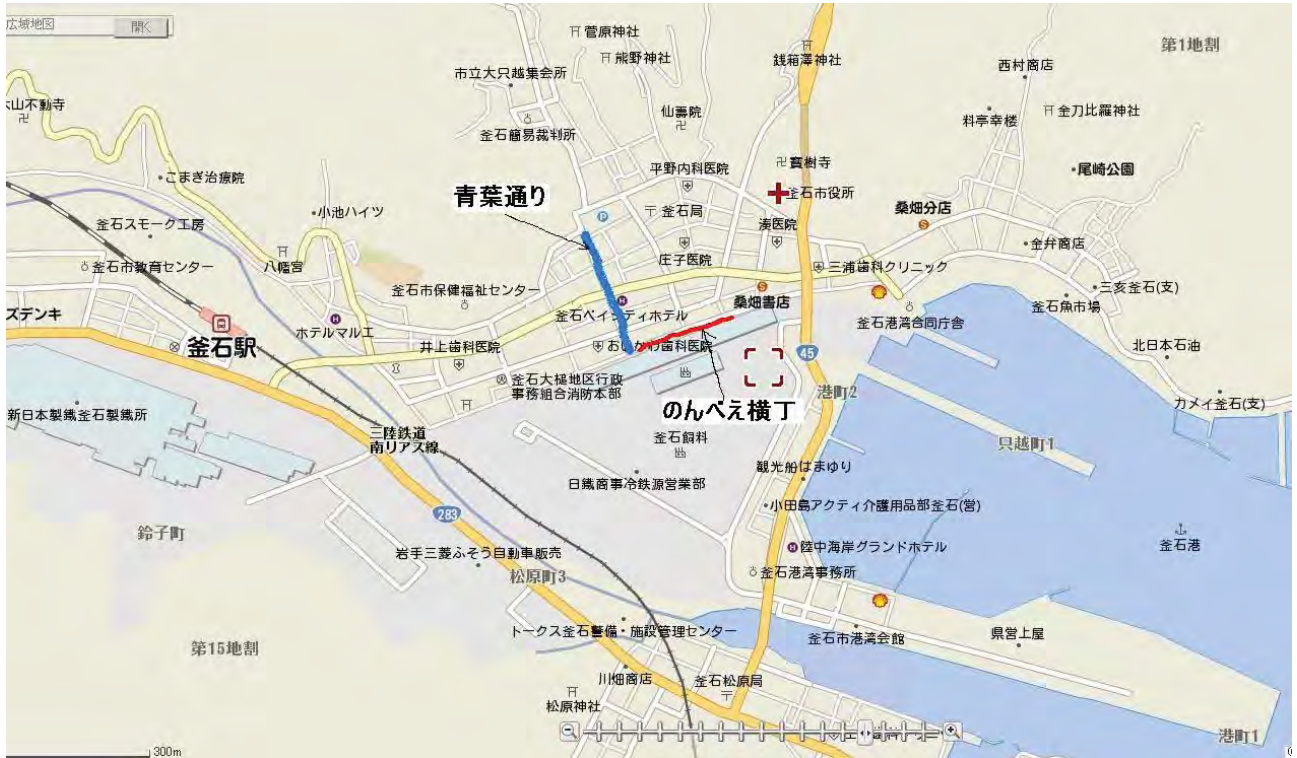 広域地図
開く
菅原神社
熊野神社
銭箱澤神社
第1地割
市立大只越集会所
西村商店
大山不動寺
仙壽院
料亭幸楼
金刀比羅神社
釜石簡易裁判所
平野内科医院
寶樹寺
尾崎公園
こまぎ治療院
青葉通り
釜石市役所
小池ハイツ
P
釜石局
桑畑分店
釜石スモーク工房
湊医院
S
金弁商店
八幡宮
庄子医院
釜石市教育センター
三浦歯科クリニック
釜石市保健福祉センター
S
三亥釜石(支)
H
桑畑書店
釜石魚市場
ズデンキ
H
釜石ベイシティホテル
釜石港湾合同庁舎
ホテルマルエ
釜石駅
井上歯科医院
おいかわ歯科医院
45
北日本石油
釜石大槌地区行政
事務組合消防本部
港町2
新日本製鐵釜石製鐵所
のんべえ横丁
カメイ釜石(支)
三陸鉄道
南リアス線
釜石飼料
只越町1
観光船はまゆり
日鐵商事冷鉄源営業部
小田島アクティ介護用品部釜石(営)
283
鈴子町
H
陸中海岸グランドホテル
釜石港
岩手三菱ふそう自動車販売
松原町3
釜石港湾事務所
トークス釜石警備・施設管理センター
釜石市港湾会館
県営上屋
第15地割
川畑商店
釜石松原局
松原神社
港町1
300m